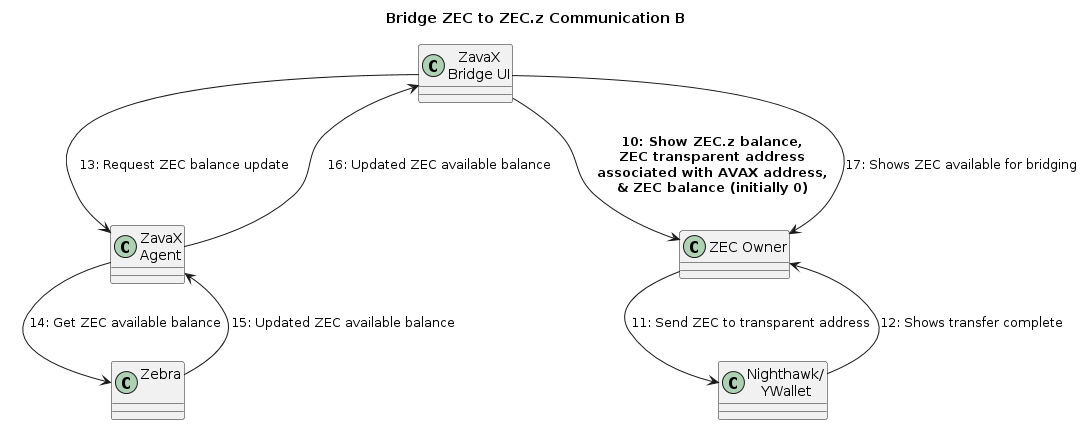 Bridge ZEC to ZEC.z Communication B
C
ZavaX
Bridge UI
13: Request ZEC balance update
16: Updated ZEC available balance
10: Show ZEC.z balance,
ZEC transparent address
associated with AVAX address,
& ZEC balance (initially 0)
17: Shows ZEC available for bridging
C
ZavaX
Agent
C
ZEC Owner
14: Get ZEC available balance
15: Updated ZEC available balance
11: Send ZEC to transparent address
12: Shows transfer complete
C
Zebra
C
Nighthawk/
YWallet